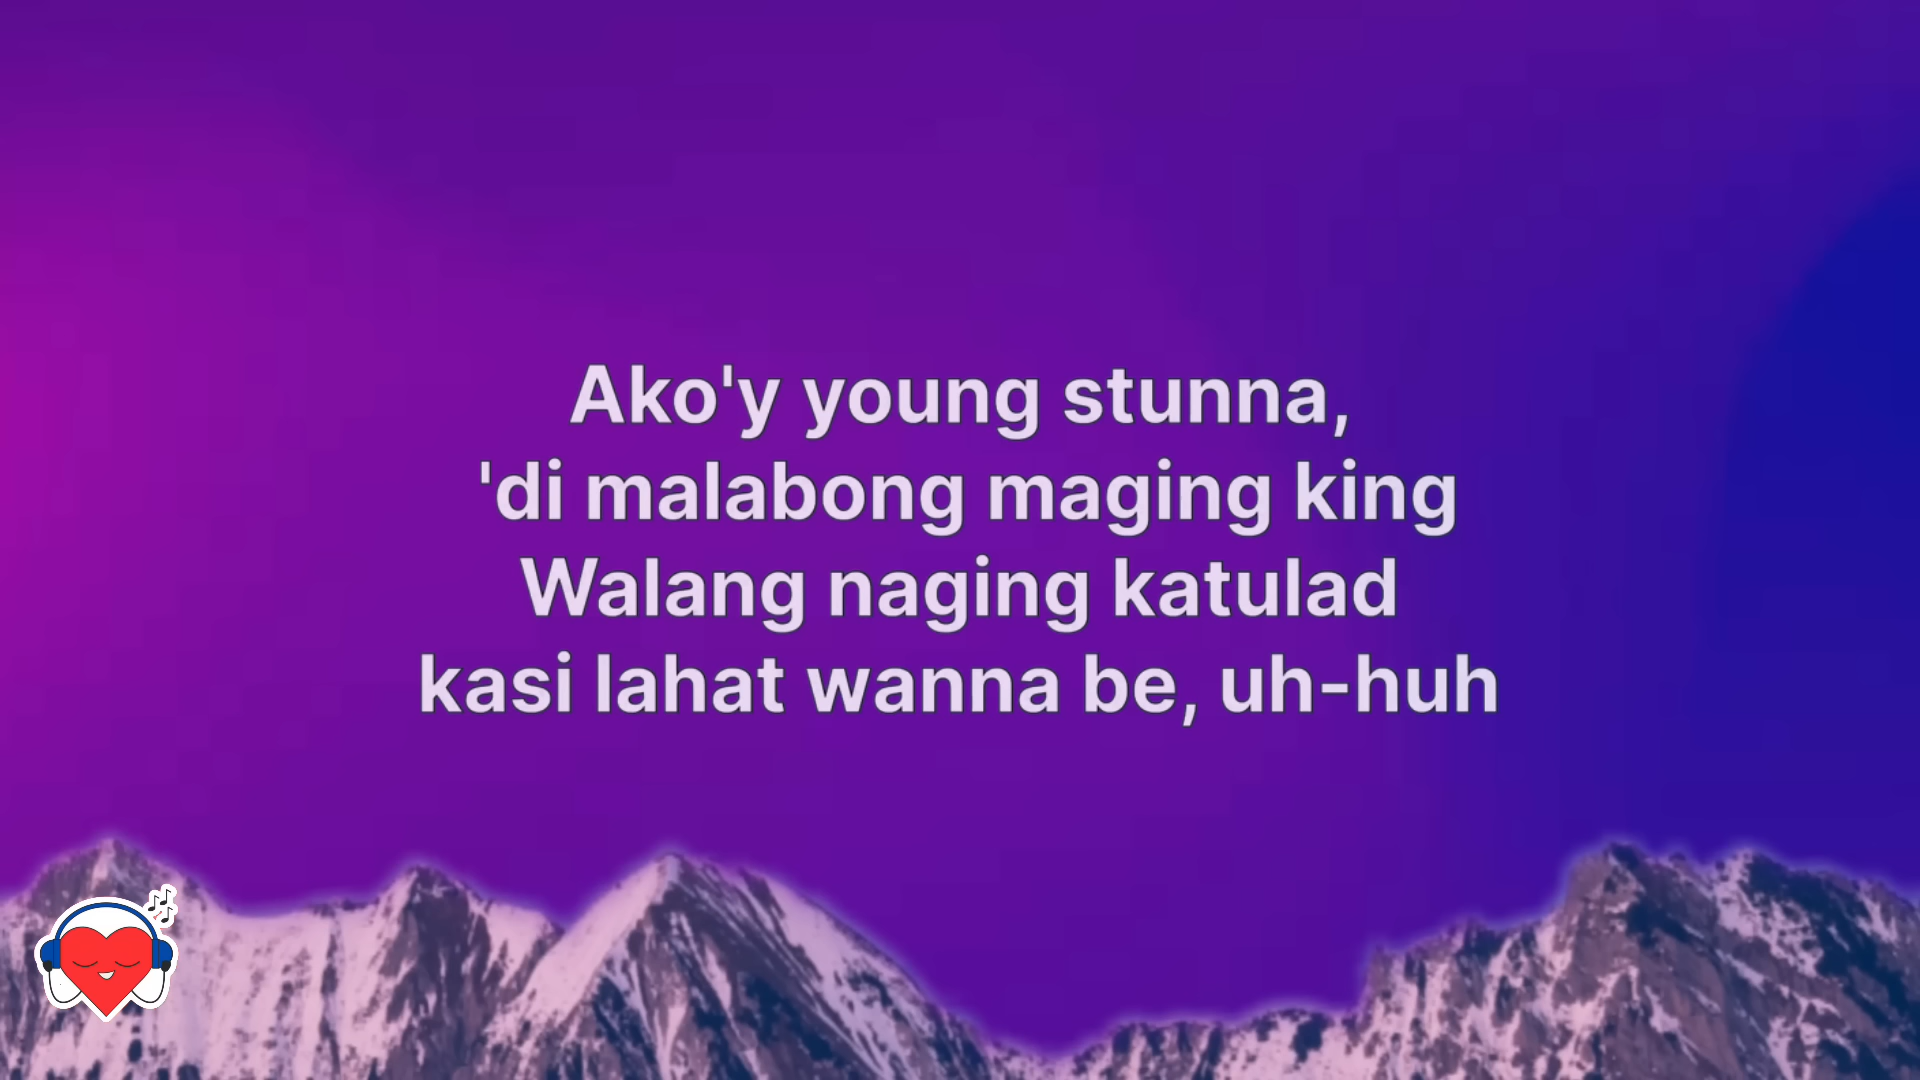 Ako'y young stunna,
'di malabong maging king
Walang naging katulad
kasi lahat wanna be, uh-huh